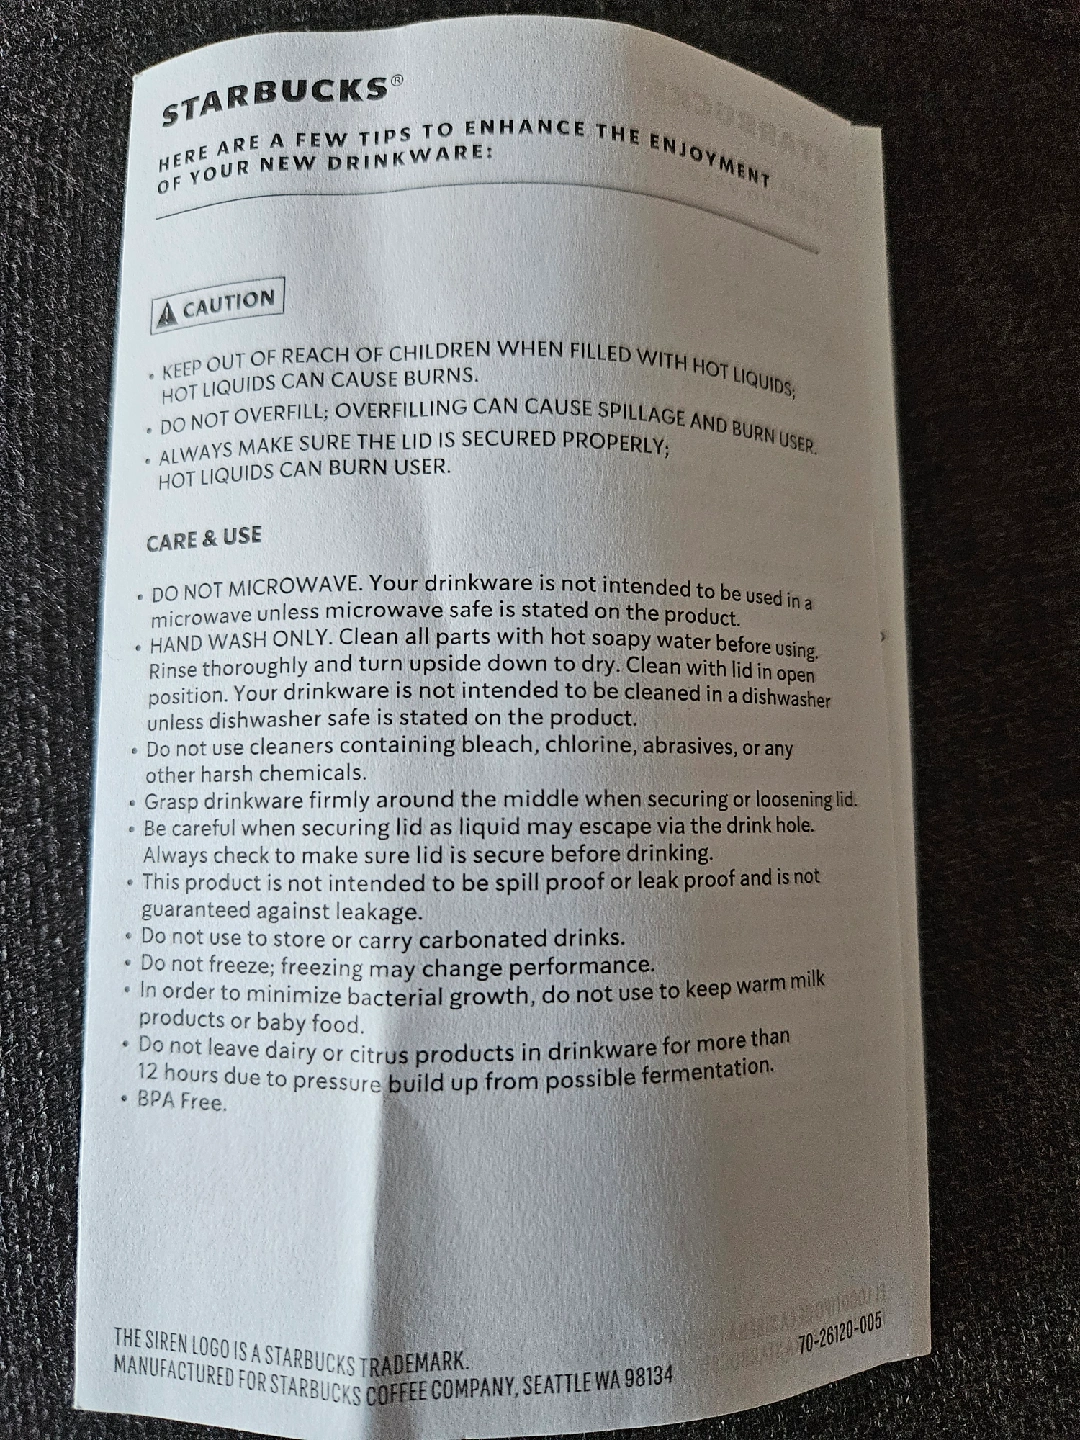 STARBUCKS®
HERE ARE A FEW TIPS TO ENHANCE THE ENJOYMENT
OF YOUR NEW DRINKWARE:
⚠ CAUTION
• KEEP OUT OF REACH OF CHILDREN WHEN FILLED WITH HOT LIQUIDS;
HOT LIQUIDS CAN CAUSE BURNS.
• DO NOT OVERFILL; OVERFILLING CAN CAUSE SPILLAGE AND BURN USER.
• ALWAYS MAKE SURE THE LID IS SECURED PROPERLY;
HOT LIQUIDS CAN BURN USER.
CARE & USE
• DO NOT MICROWAVE. Your drinkware is not intended to be used in a
microwave unless microwave safe is stated on the product.
• HAND WASH ONLY. Clean all parts with hot soapy water before using.
Rinse thoroughly and turn upside down to dry. Clean with lid in open
position. Your drinkware is not intended to be cleaned in a dishwasher
unless dishwasher safe is stated on the product.
• Do not use cleaners containing bleach, chlorine, abrasives, or any
other harsh chemicals.
• Grasp drinkware firmly around the middle when securing or loosening lid.
• Be careful when securing lid as liquid may escape via the drink hole.
Always check to make sure lid is secure before drinking.
• This product is not intended to be spill proof or leak proof and is not
guaranteed against leakage.
• Do not use to store or carry carbonated drinks.
• Do not freeze; freezing may change performance.
• In order to minimize bacterial growth, do not use to keep warm milk
products or baby food.
• Do not leave dairy or citrus products in drinkware for more than
12 hours due to pressure build up from possible fermentation.
• BPA Free.
THE SIREN LOGO IS A STARBUCKS TRADEMARK.
MANUFACTURED FOR STARBUCKS COFFEE COMPANY, SEATTLE WA 98134
70-26120-005